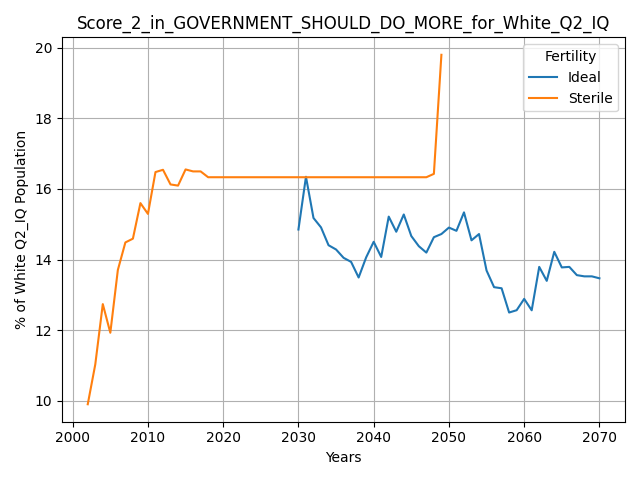 Score_2_in_GOVERNMENT_SHOULD_DO_MORE_for_White_Q2_IQ
% of White Q2_IQ Population
20
18
16
14
12
10
Fertility
Ideal
Sterile
2000 2010 2020 2030 2040 2050 2060 2070
Years